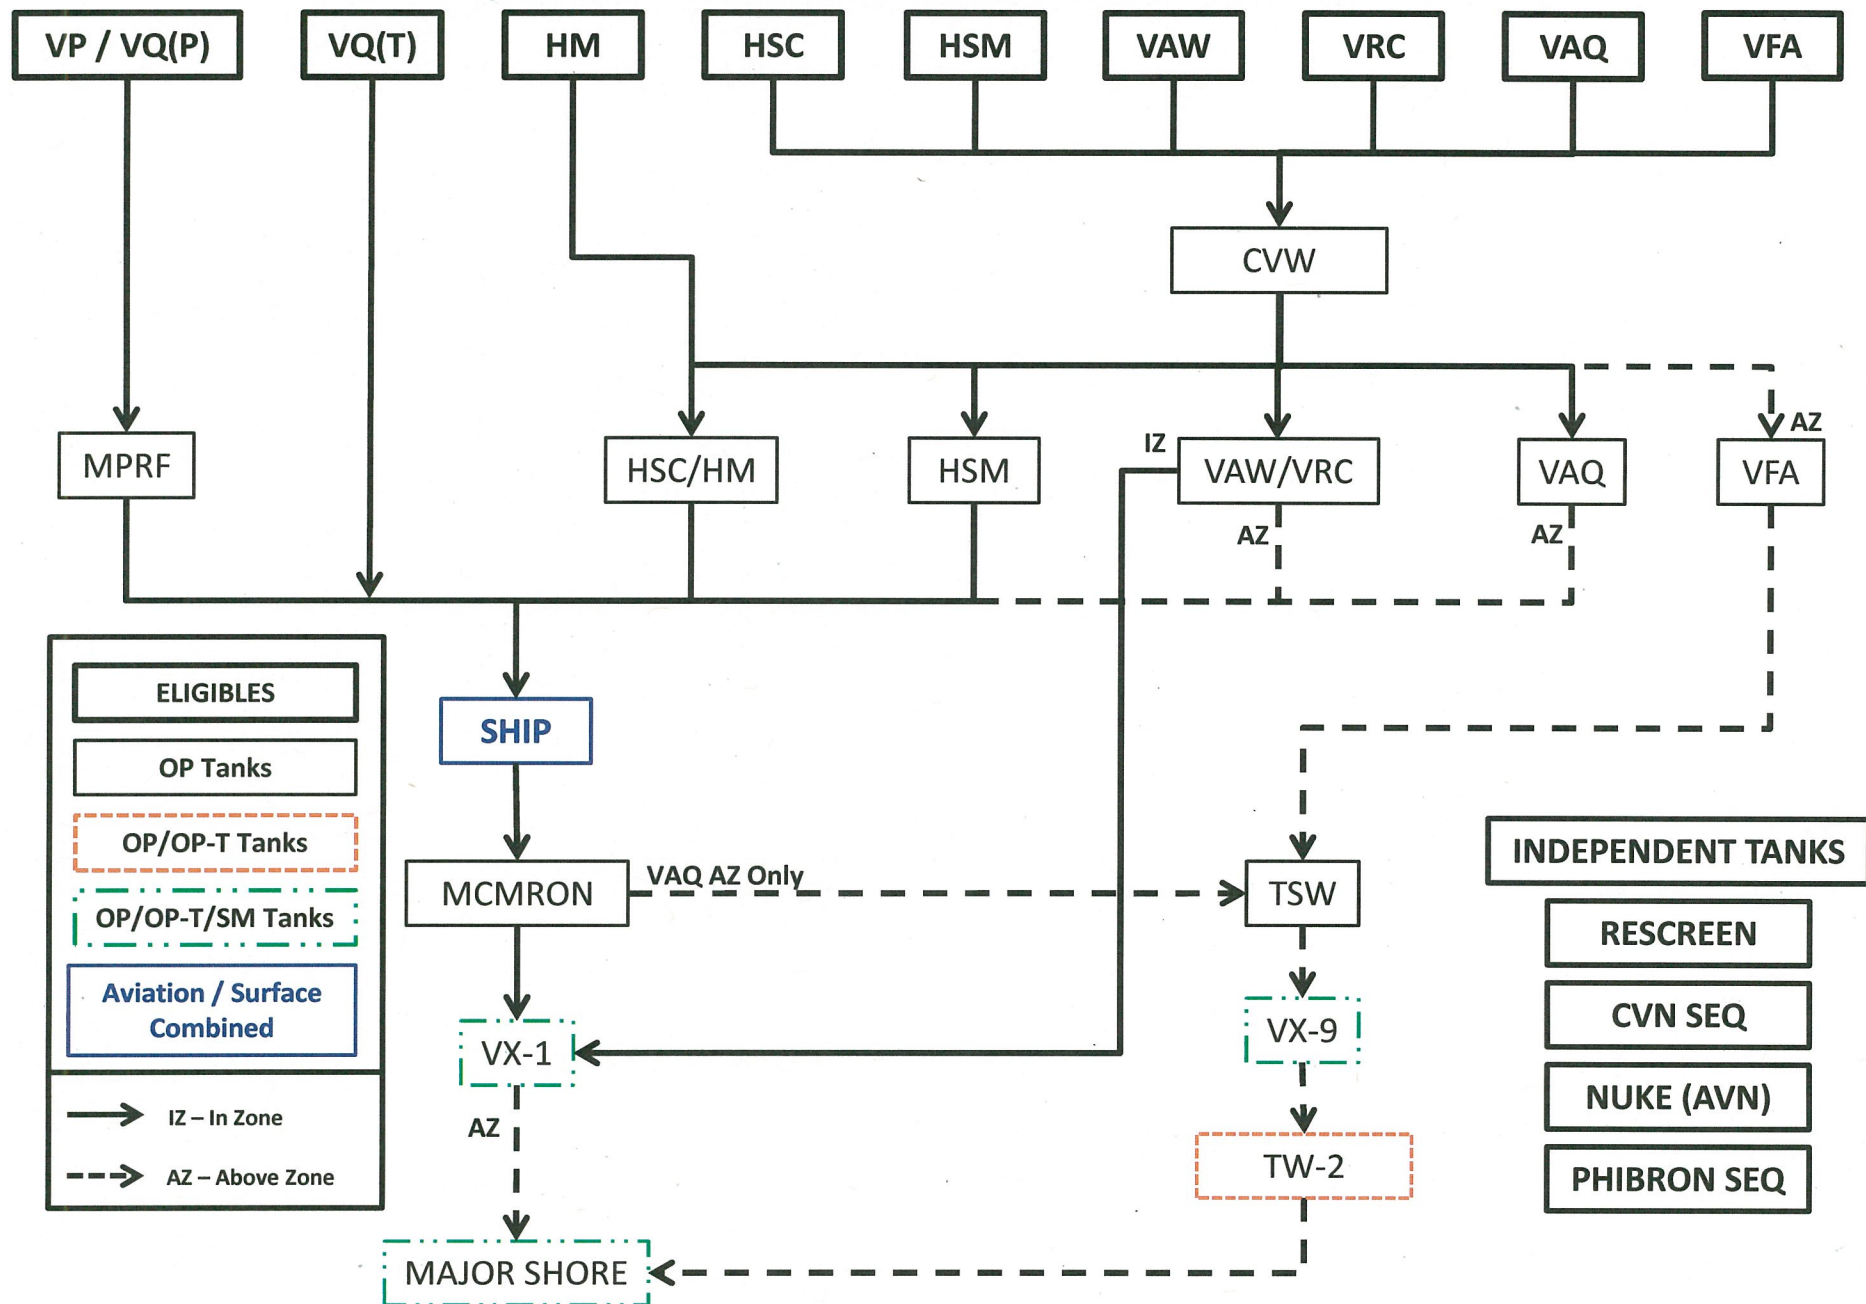 VP / VQ(P)
VQ(T)
HM
HSC
HSM
VAW
VRC
VAQ
VFA
CVW
AZ
IZ
MPRF
HSC/HM
HSM
VAW/VRC
VAQ
VFA
AZ
AZ
ELIGIBLES
OP Tanks
OP/OP-T Tanks
OP/OP-T/SM Tanks
Aviation / Surface
Combined
IZ – In Zone
AZ – Above Zone
SHIP
MCMRON
VAQ AZ Only
TSW
VX-1
VX-9
AZ
TW-2
MAJOR SHORE
INDEPENDENT TANKS
RESCREEN
CVN SEQ
NUKE (AVN)
PHIBRON SEQ